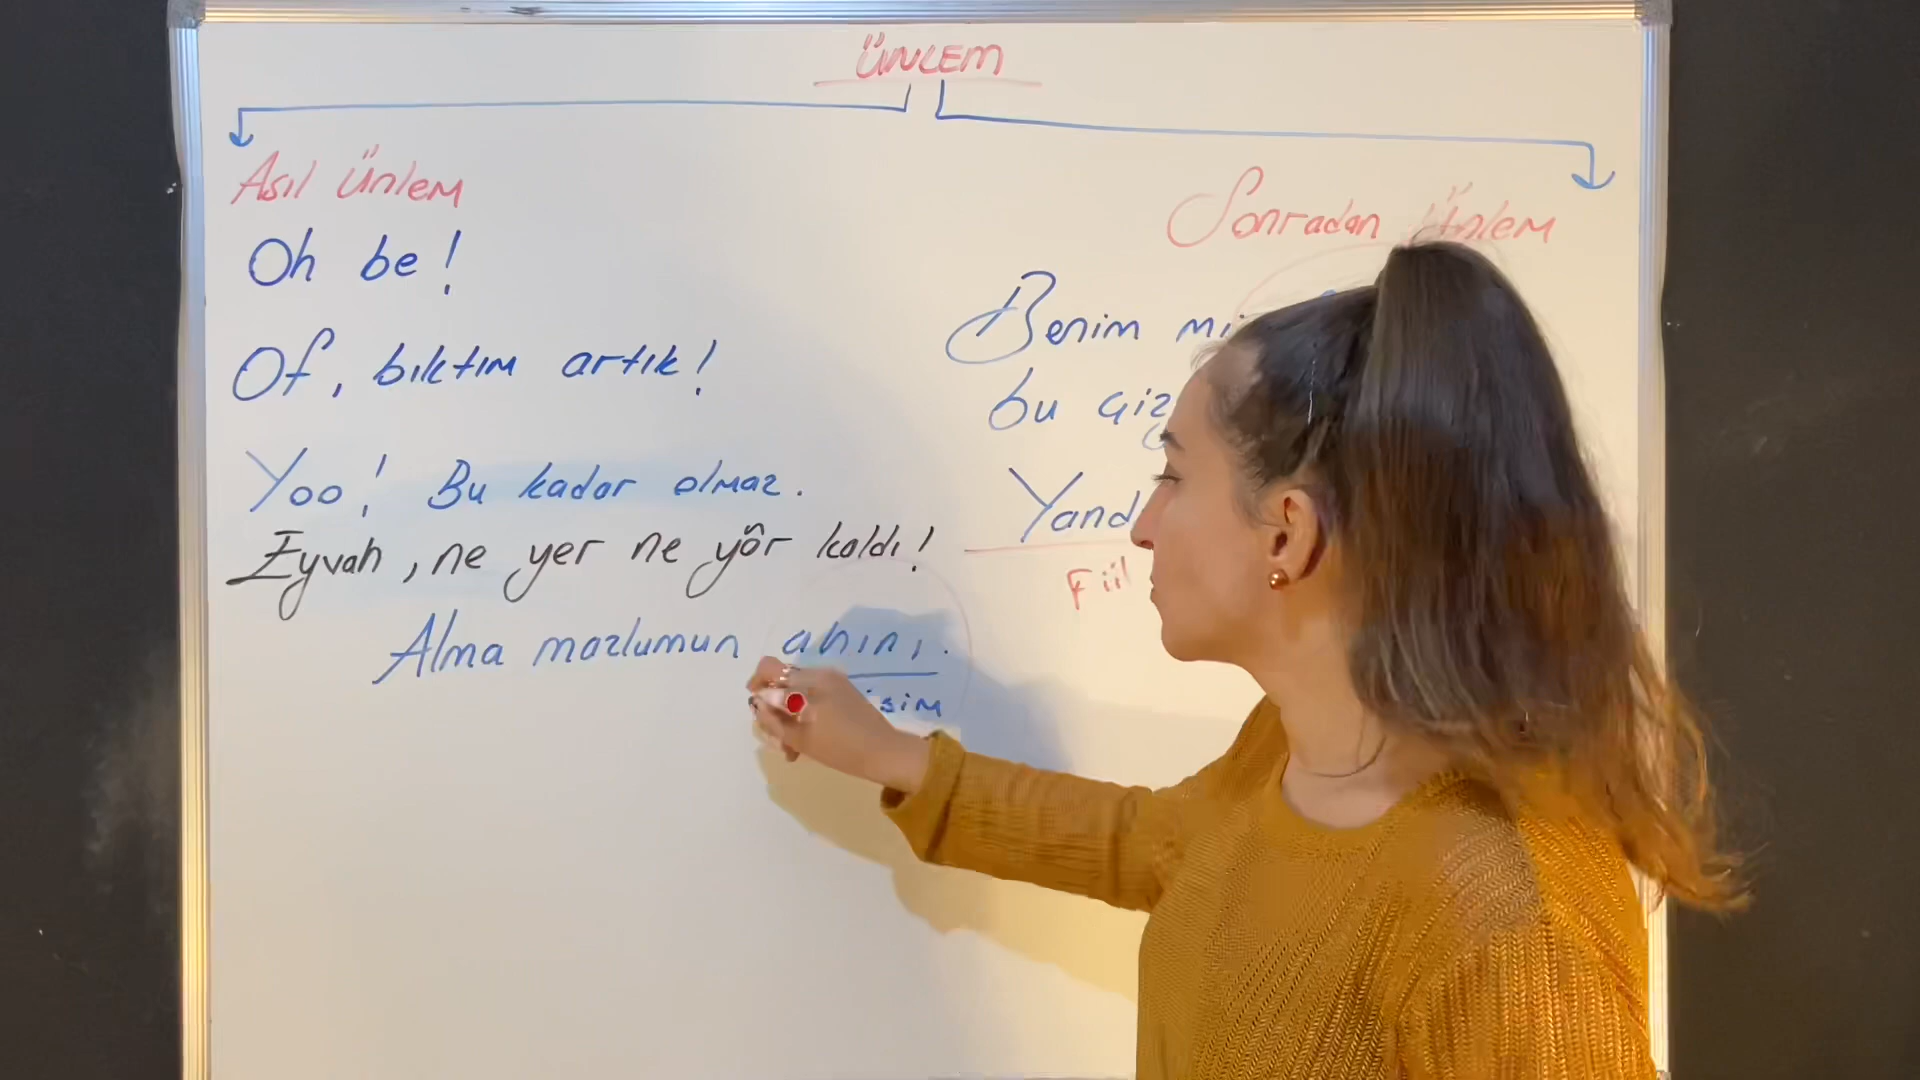 ÜNLEM
Asıl Ünlem
Oh be!
Of, bıktım artık!
Yoo! Bu kadar olmaz.
Eyvah, ne yer ne yâr kaldı!
Alma mazlumun ahını.
isim
Sonradan Ünlem
Benim
bu
Fiil